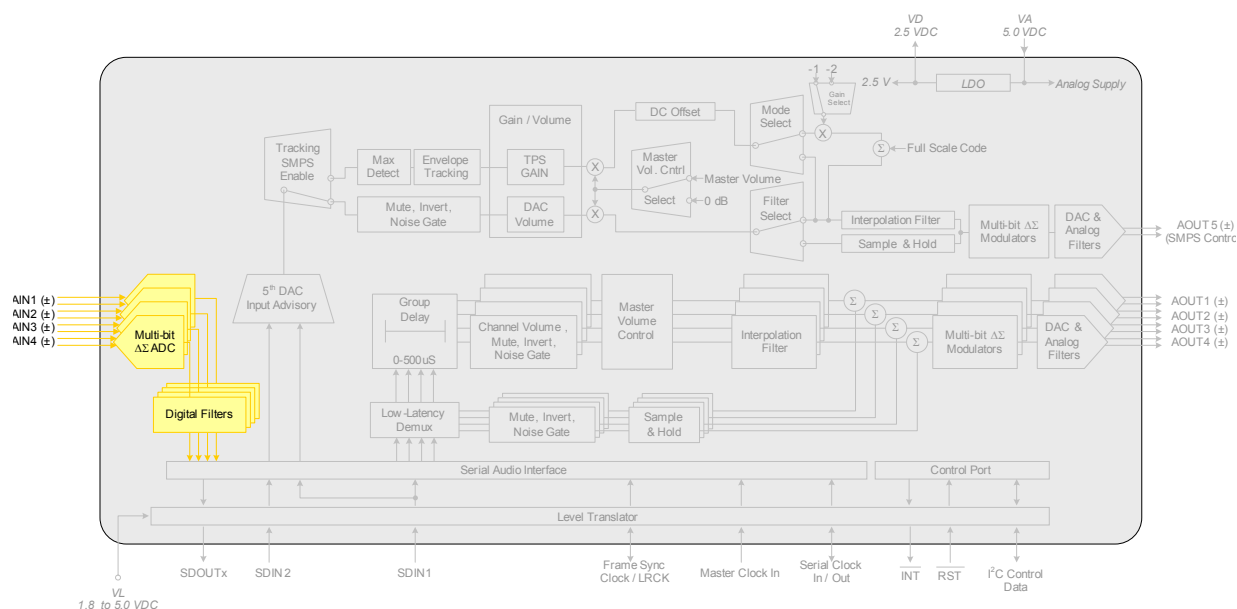 VD
2.5 VDC
VA
5.0 VDC
-1 -2
Gain
Select
2.5 V
LDO
Analog Supply
Mode
Select
X
DC Offset
Gain / Volume
Tracking
SMPS
Enable
Max
Detect
Envelope
Tracking
TPS
GAIN
X
Master
Vol. Cntrl
Select
Master Volume
0 dB
Σ
Full Scale Code
Mute, Invert,
Noise Gate
DAC
Volume
X
Filter
Select
Interpolation Filter
Sample & Hold
Multi-bit ΔΣ
Modulators
DAC &
Analog
Filters
AOUT5 (±)
(SMPS Contro
AIN1 (±)
AIN2 (±)
AIN3 (±)
AIN4 (±)
Multi-bit
ΔΣ ADC
5th DAC
Input Advisory
Group
Delay
0-500uS
Channel Volume ,
Mute, Invert,
Noise Gate
Master
Volume
Control
Interpolation
Filter
Σ
Σ
Σ
Σ
Multi-bit ΔΣ
Modulators
DAC &
Analog
Filters
AOUT1 (±)
AOUT2 (±)
AOUT3 (±)
AOUT4 (±)
Digital Filters
Low-Latency
Demux
Mute, Invert,
Noise Gate
Sample
& Hold
Serial Audio Interface
Control Port
Level Translator
VL
1.8 to 5.0 VDC
SDOUTx
SDIN2
SDIN1
Frame Sync
Clock / LRCK
Master Clock In
Serial Clock
In / Out
INT
RST
I2C Control
Data